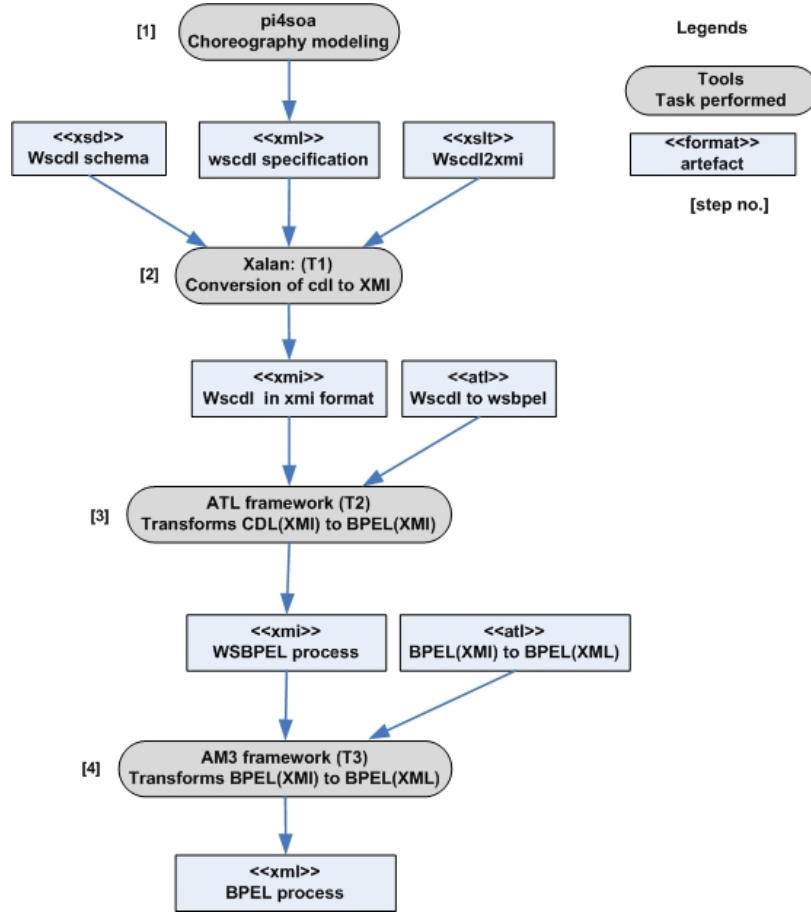 [1]
pi4soa
Choreography modeling
Legends
Tools
Task performed
<<xsd>>
Wscdl schema
<<xml>>
wscdl specification
<<xslt>>
Wscdl2xmi
<<format>>
artefact
[step no.]
[2]
Xalan: (T1)
Conversion of cdl to XMI
<<xmi>>
Wscdl in xmi format
<<atl>>
Wscdl to wsbpel
[3]
ATL framework (T2)
Transforms CDL(XMI) to BPEL(XMI)
<<xmi>>
WSBPEL process
<<atl>>
BPEL(XMI) to BPEL(XML)
[4]
AM3 framework (T3)
Transforms BPEL(XMI) to BPEL(XML)
<<xml>>
BPEL process